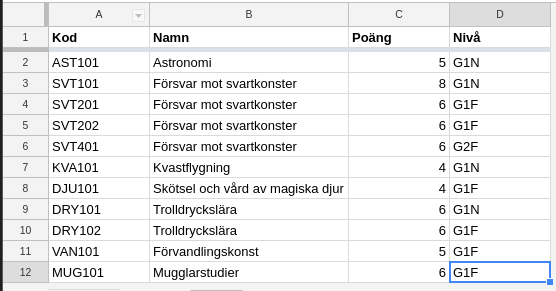 A B C D
1 Kod Namn Poäng Nivå
2 AST101 Astronomi 5 G1N
3 SVT101 Försvar mot svartkonster 8 G1N
4 SVT201 Försvar mot svartkonster 6 G1F
5 SVT202 Försvar mot svartkonster 6 G1F
6 SVT401 Försvar mot svartkonster 6 G2F
7 KVA101 Kvastflygning 4 G1N
8 DJU101 Skötsel och vård av magiska djur 4 G1F
9 DRY101 Trolldryckslära 6 G1N
10 DRY102 Trolldryckslära 6 G1F
11 VAN101 Förvandlingskonst 5 G1F
12 MUG101 Mugglarstudier 6 G1F